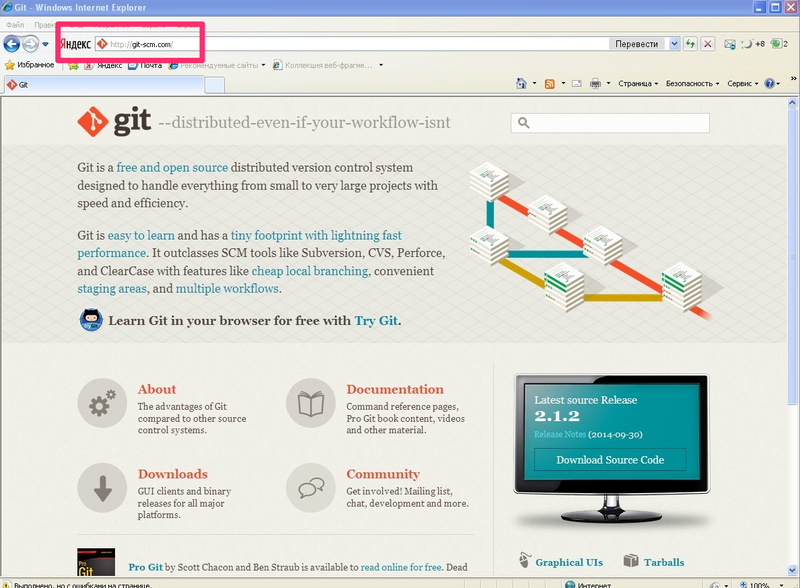 Git - Windows Internet Explorer
Файл
Яндекс http://git-scm.com/ Перевести +8 2
Избранное Яндекс Почта Рекомендуемые сайты Коллекция веб-фрагме...
Git Страница Безопасность Сервис
git --distributed-even-if-your-workflow-isnt
Git is a free and open source distributed version control system
designed to handle everything from small to very large projects with
speed and efficiency.
Git is easy to learn and has a tiny footprint with lightning fast
performance. It outclasses SCM tools like Subversion, CVS, Perforce,
and ClearCase with features like cheap local branching, convenient
staging areas, and multiple workflows.
Learn Git in your browser for free with Try Git.
About
The advantages of Git
compared to other source
control systems.
Documentation
Command reference pages,
Pro Git book content, videos
and other material.
Downloads
GUI clients and binary
releases for all major
platforms.
Community
Get involved! Mailing list,
chat, development and more.
Latest source Release
2.1.2
Release Notes (2014-09-30)
Download Source Code
Graphical UIs Tarballs
Pro
Git
Pro Git by Scott Chacon and Ben Straub is available to read online for free. Dead
Выполнено, но с ошибками на странице. Интернет 100%